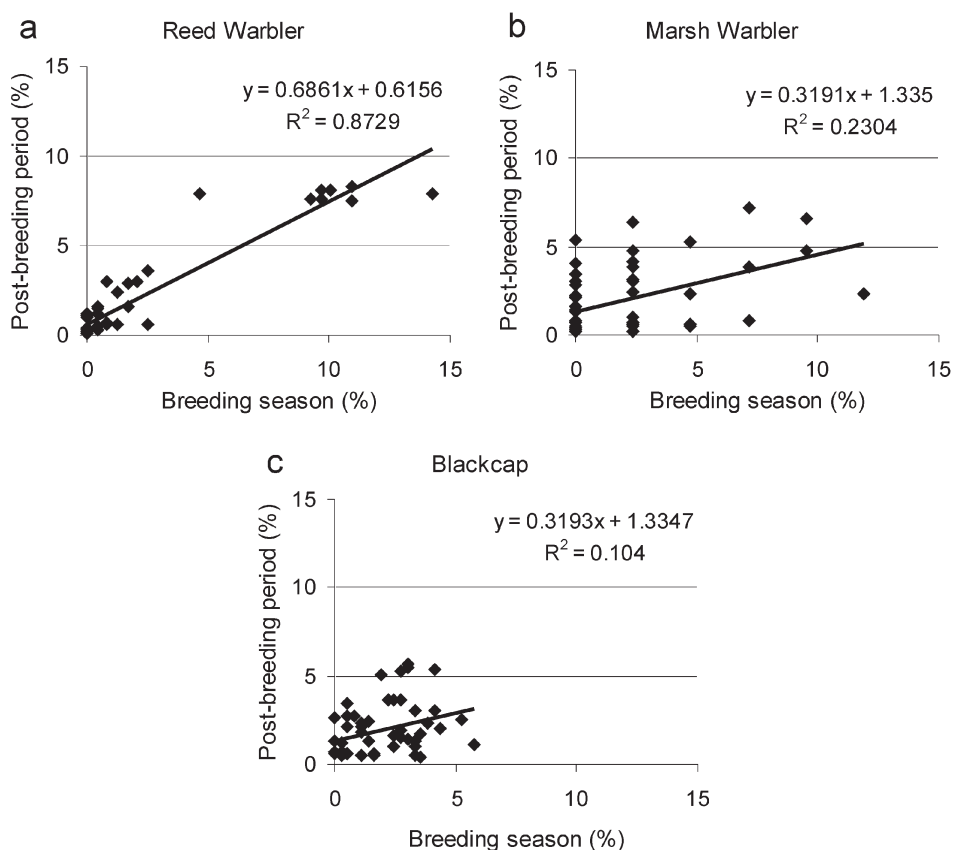 a
Reed Warbler
15
10
5
0
Post-breeding period (%)
y = 0.6861x + 0.6156
R² = 0.8729
0 5 10 15
Breeding season (%)
b
Marsh Warbler
15
10
5
0
Post-breeding period (%)
y = 0.3191x + 1.335
R² = 0.2304
0 5 10 15
Breeding season (%)
c
Blackcap
15
10
5
0
Post-breeding period (%)
y = 0.3193x + 1.3347
R² = 0.104
0 5 10 15
Breeding season (%)